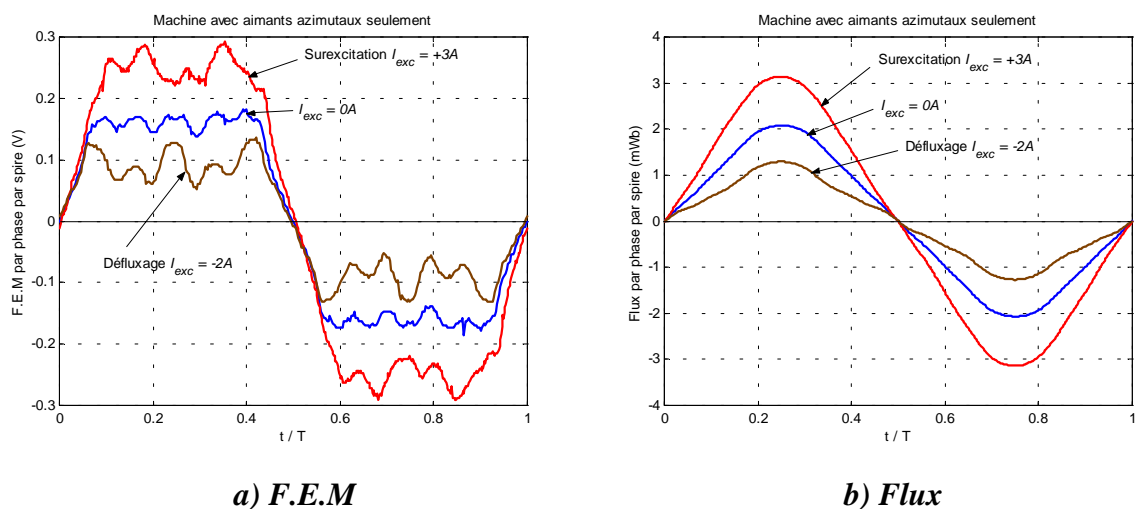 Machine avec aimants azimutaux seulement
F.E.M par phase par spire (V)
0.3
0.2
0.1
0
-0.1
-0.2
-0.3
Surexcitation I_exc = +3A
I_exc = 0A
Défluxage I_exc = -2A
0
0.2
0.4
0.6
0.8
1
t / T
a) F.E.M
Machine avec aimants azimutaux seulement
Flux par phase par spire (mWb)
4
3
2
1
0
-1
-2
-3
-4
Surexcitation I_exc = +3A
I_exc = 0A
Défluxage I_exc = -2A
0
0.2
0.4
0.6
0.8
1
t / T
b) Flux